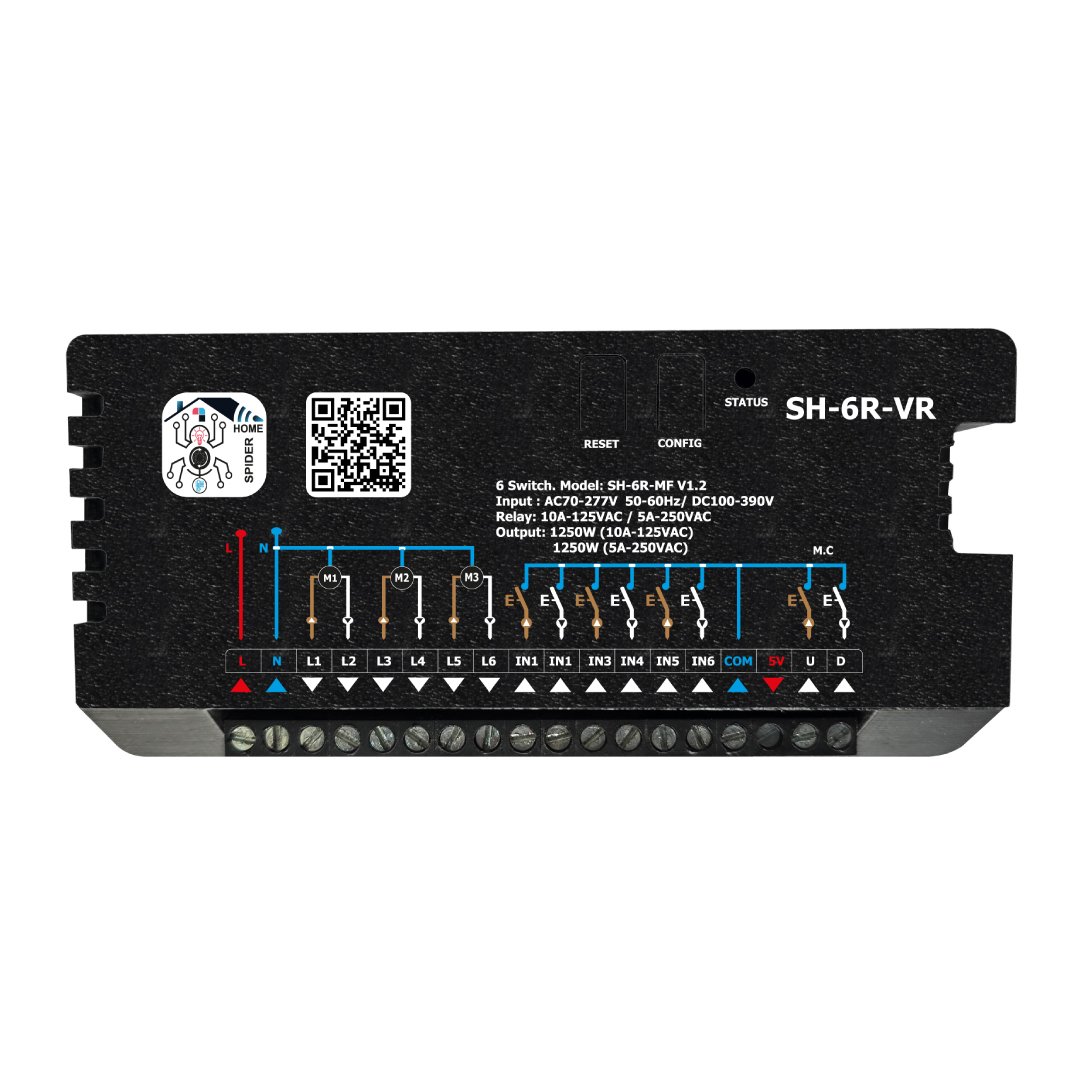 HOME
SPIDER
RESET
CONFIG
STATUS
SH-6R-VR
6 Switch. Model: SH-6R-MF V1.2
Input : AC70-277V 50-60Hz/ DC100-390V
Relay: 10A-125VAC / 5A-250VAC
Output: 1250W (10A-125VAC)
1250W (5A-250VAC)
M.C
L N
M1 M2 M3
E E E E E E E E
L N L1 L2 L3 L4 L5 L6 IN1 IN1 IN3 IN4 IN5 IN6 COM 5V U D